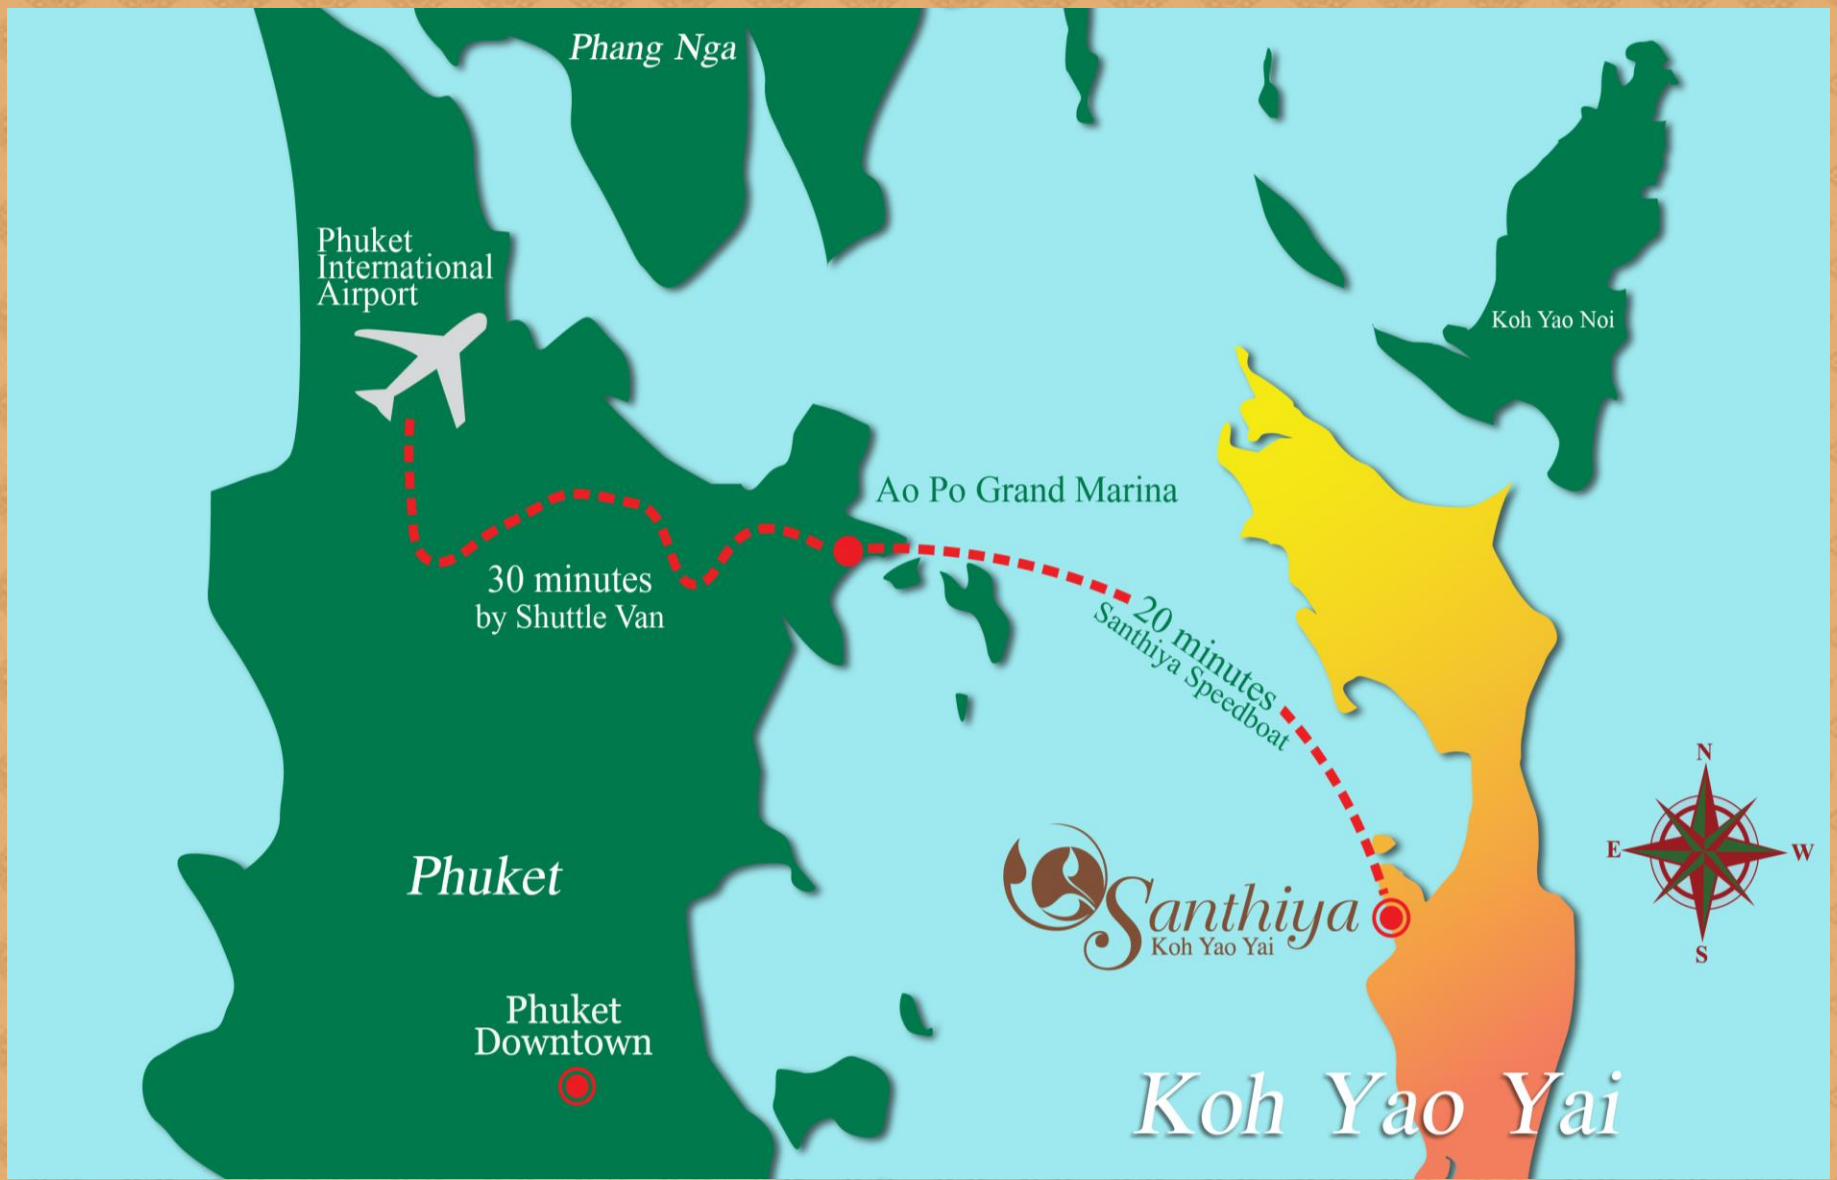 Phang Nga
Phuket
International
Airport
Koh Yao Noi
Ao Po Grand Marina
30 minutes
by Shuttle Van
20 minutes
Santhiya Speedboat
N
E
W
S
Phuket
Santhiya
Koh Yao Yai
Phuket
Downtown
Koh Yao Yai